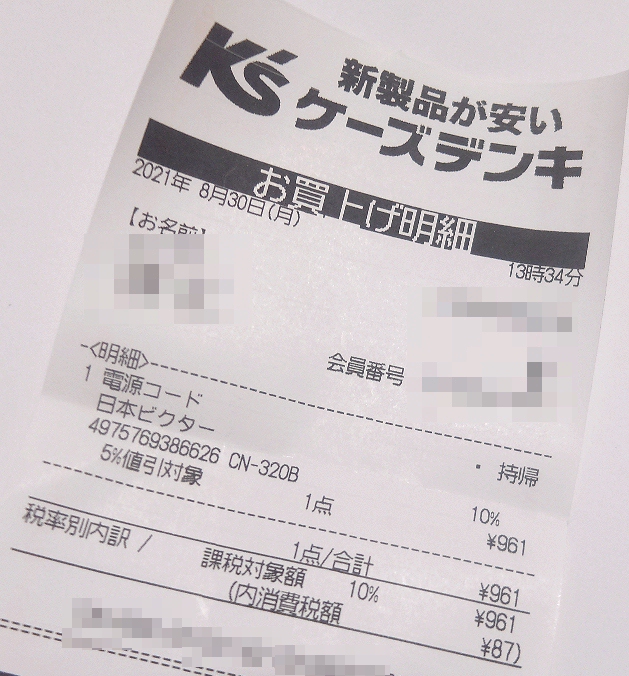 K's 新製品が安い
ケーズデンキ
お買上げ明細
2021年 8月30日(月) 13時34分
【お名前】
会員番号
-<明細>-
1 電源コード ・ 持帰
日本ビクター
4975769386626 CN-320B
5%値引対象
1点 10% ¥961
1点/合計 ¥961
税率別内訳 / 課税対象額 10% ¥961
(内消費税額 ¥87)